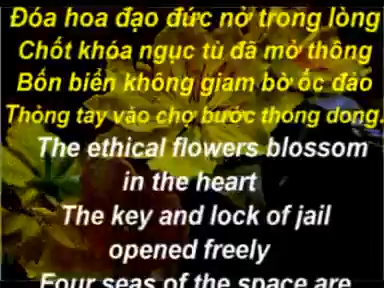 Đóa hoa đạo đức nở trong lòng
Chốt khóa ngục tù đã mở thông
Bốn biển không giam bờ ốc đảo
Thỏng tay vào chợ bước thong dong.
The ethical flowers blossom
in the heart
The key and lock of jail
opened freely
Four seas of the space are